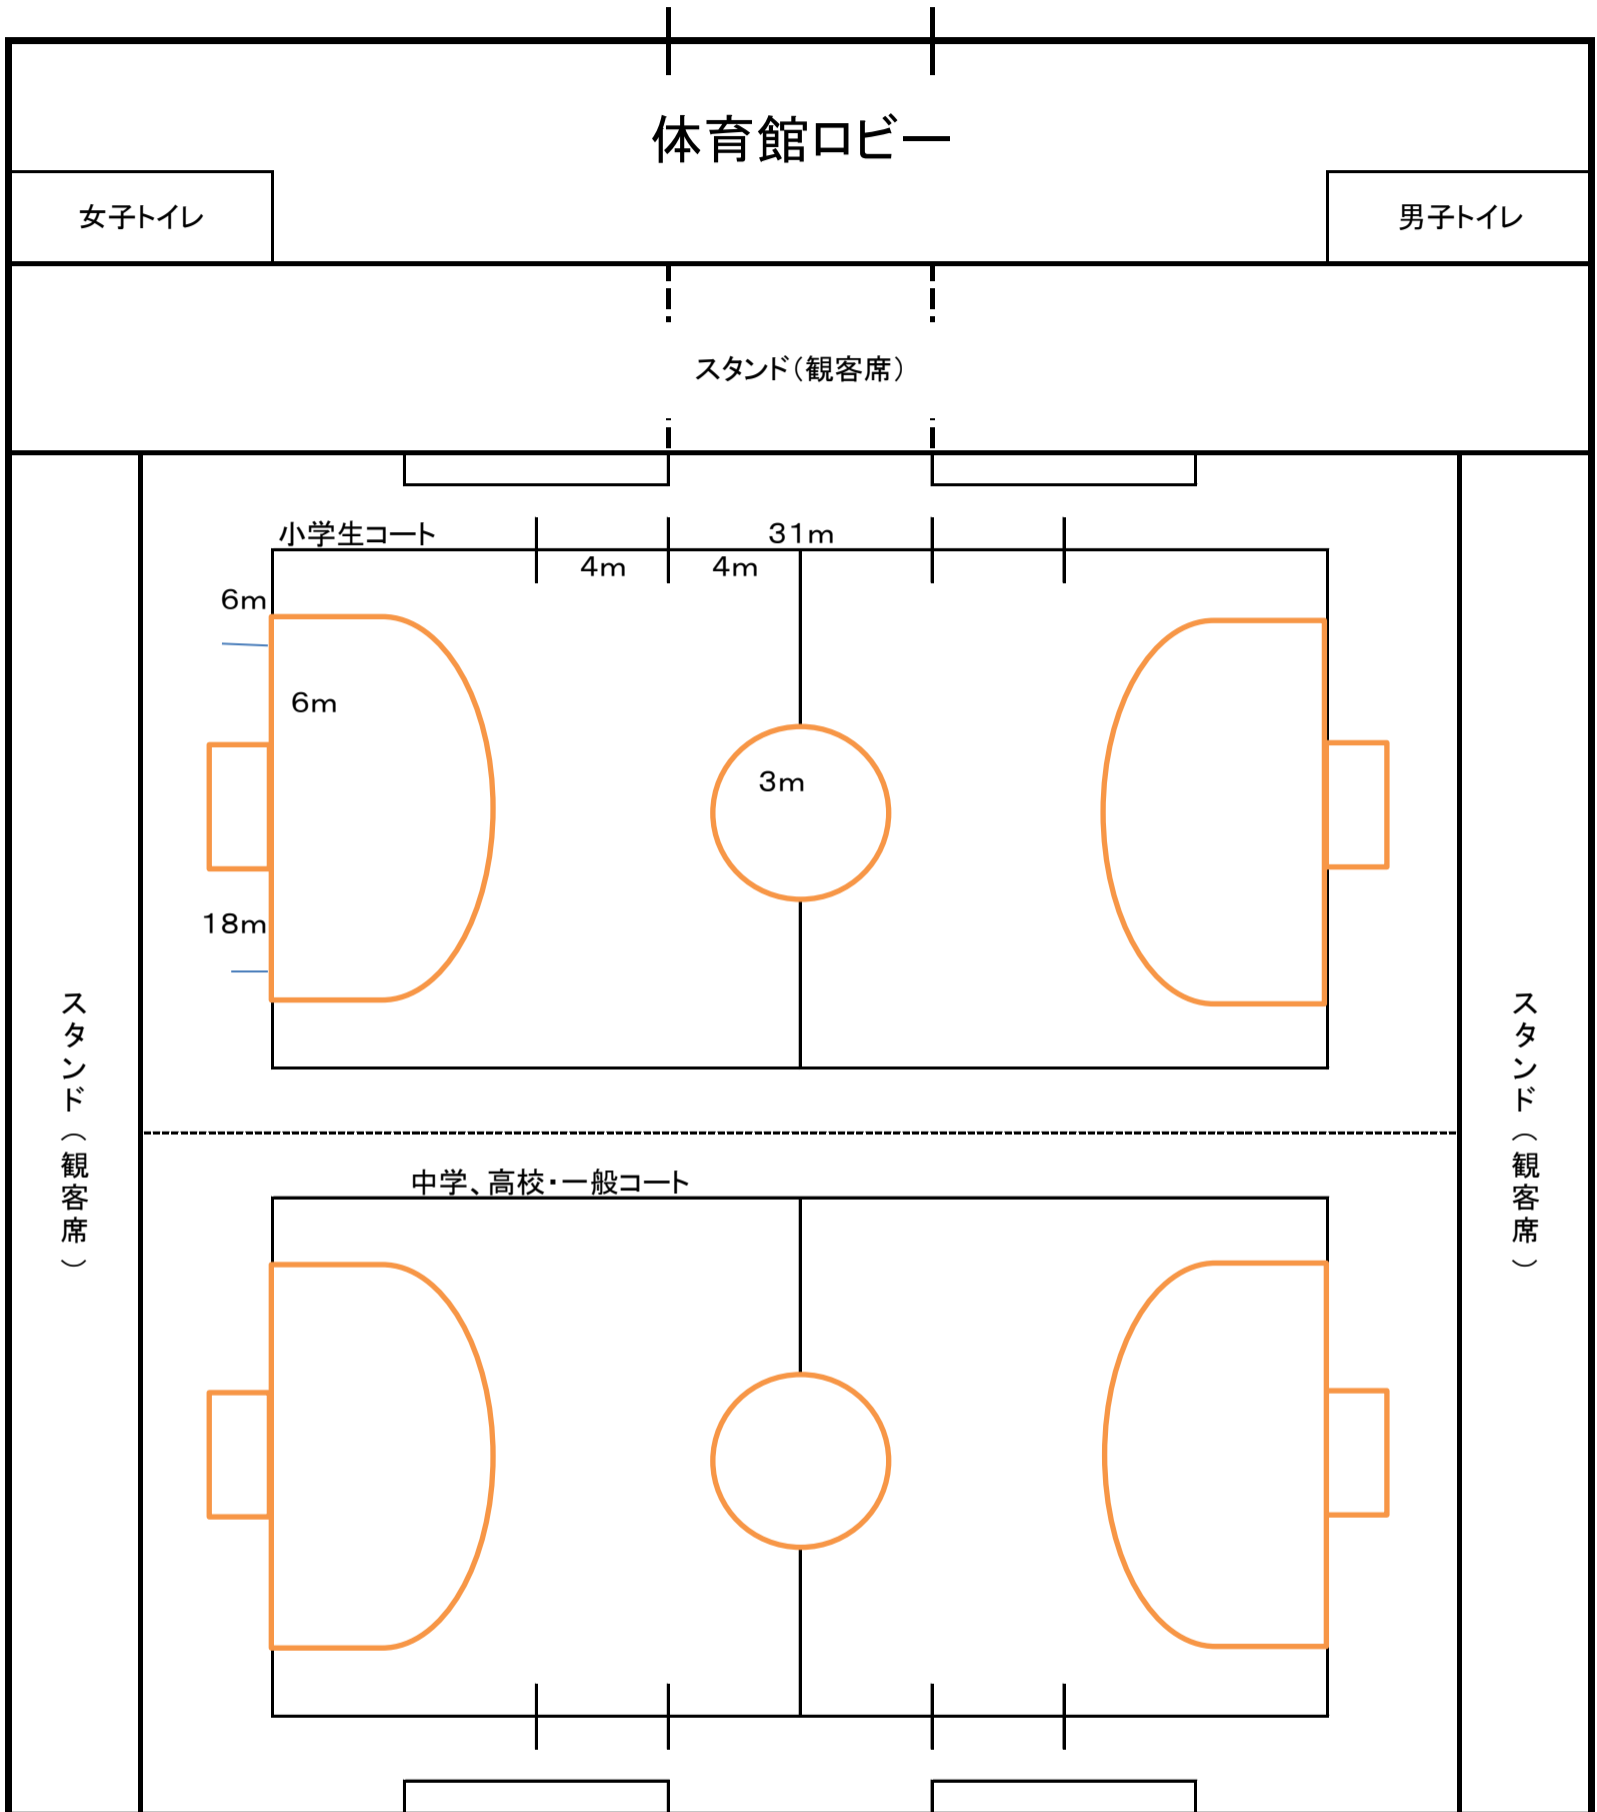 体育館ロビー
女子トイレ
男子トイレ
スタンド(観客席)
小学生コート
31m
4m
4m
6m
6m
3m
18m
スタンド(観客席)
スタンド(観客席)
中学、高校・一般コート